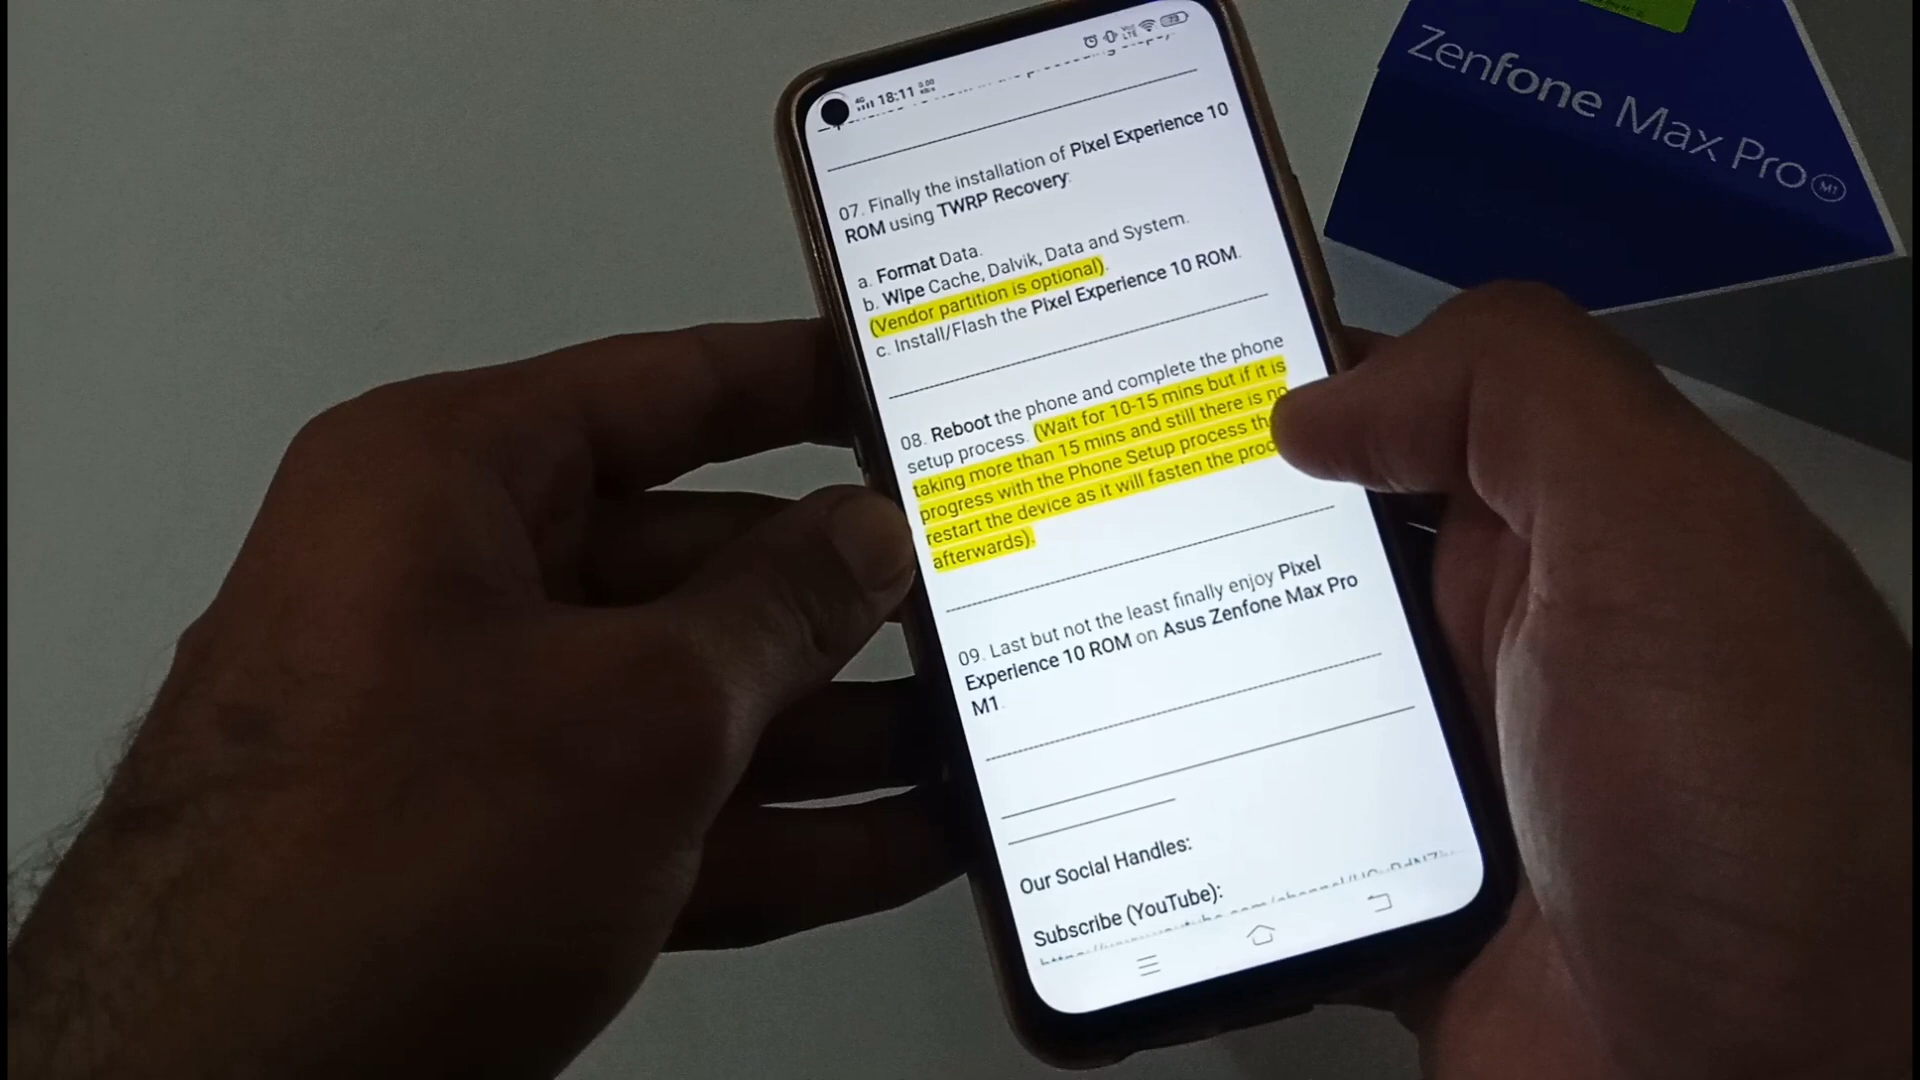 18:11
07. Finally the installation of Pixel Experience 10
ROM using TWRP Recovery.
a. Format Data.
b. Wipe Cache, Dalvik, Data and System.
(Vendor partition is optional).
c. Install/Flash the Pixel Experience 10 ROM.
08. Reboot the phone and complete the phone
setup process. (Wait for 10-15 mins but if it is
taking more than 15 mins and still there is no
progress with the Phone Setup process
restart the device as it will fasten the
afterwards).
09. Last but not the least finally enjoy Pixel
Experience 10 ROM on Asus Zenfone Max Pro
M1.
Our Social Handles:
Subscribe (YouTube):
Zenfone Max Pro M1